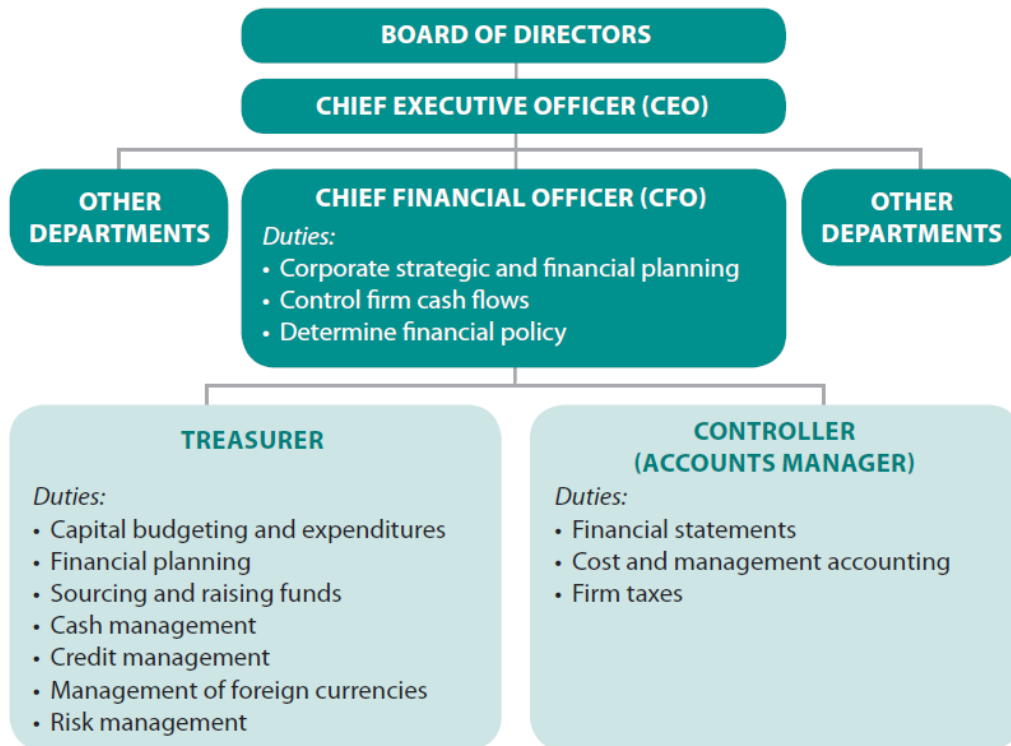 BOARD OF DIRECTORS
CHIEF EXECUTIVE OFFICER (CEO)
OTHER
DEPARTMENTS
CHIEF FINANCIAL OFFICER (CFO)
Duties:
• Corporate strategic and financial planning
• Control firm cash flows
• Determine financial policy
OTHER
DEPARTMENTS
TREASURER
Duties:
• Capital budgeting and expenditures
• Financial planning
• Sourcing and raising funds
• Cash management
• Credit management
• Management of foreign currencies
• Risk management
CONTROLLER
(ACCOUNTS MANAGER)
Duties:
• Financial statements
• Cost and management accounting
• Firm taxes